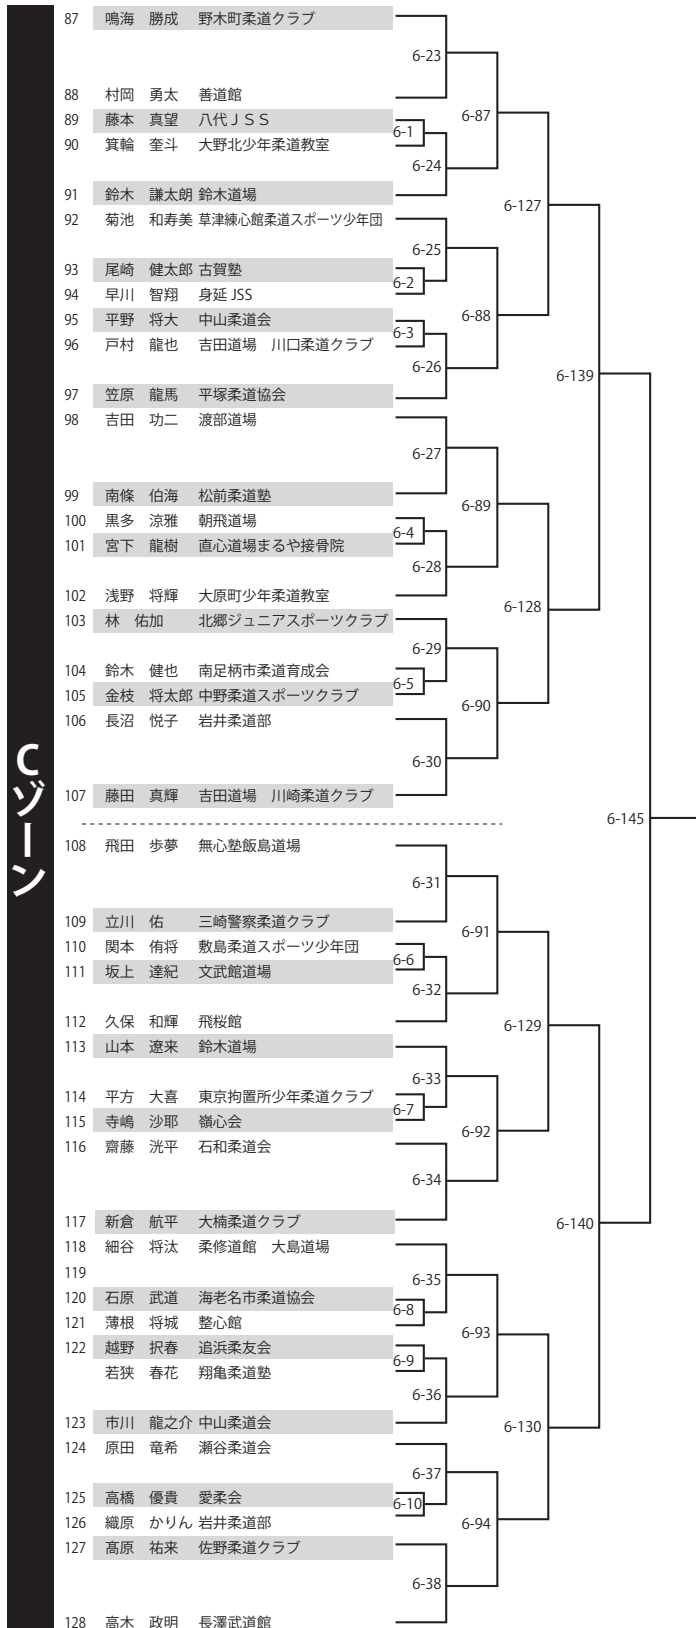 Cゾーン
87 鳴海 勝成 野木町柔道クラブ
6-23
88 村岡 勇太 善道館
6-87
89 藤本 真望 八代JSS
6-1
90 箕輪 奎斗 大野北少年柔道教室
6-24
91 鈴木 謙太朗 鈴木道場
6-127
92 菊池 和寿美 草津練心館柔道スポーツ少年団
6-25
93 尾崎 健太郎 古賀塾
6-2
94 早川 智翔 身延 JSS
6-88
95 平野 将大 中山柔道会
6-3
96 戸村 龍也 吉田道場 川口柔道クラブ
6-26
6-139
97 笠原 龍馬 平塚柔道協会
98 吉田 功二 渡部道場
6-27
99 南條 伯海 松前柔道塾
6-89
100 黒多 涼雅 朝飛道場
6-4
101 宮下 龍樹 直心道場まるや接骨院
6-28
102 浅野 将輝 大原町少年柔道教室
6-128
103 林 佑加 北郷ジュニアスポーツクラブ
6-29
104 鈴木 健也 南足柄市柔道育成会
6-5
105 金枝 将太郎 中野柔道スポーツクラブ
6-90
106 長沼 悦子 岩井柔道部
6-30
107 藤田 真輝 吉田道場 川崎柔道クラブ
6-145
108 飛田 歩夢 無心塾飯島道場
6-31
109 立川 佑 三崎警察柔道クラブ
6-91
110 関本 侑将 敷島柔道スポーツ少年団
6-6
111 坂上 達紀 文武館道場
6-32
112 久保 和輝 飛桜館
6-129
113 山本 遼来 鈴木道場
6-33
114 平方 大喜 東京拘置所少年柔道クラブ
6-7
115 寺嶋 沙耶 嶺心会
6-92
116 齋藤 洸平 石和柔道会
6-34
117 新倉 航平 大楠柔道クラブ
6-140
118 細谷 将汰 柔修道館 大島道場
119
6-35
120 石原 武道 海老名市柔道協会
6-8
121 薄根 将城 整心館
6-93
122 越野 択春 追浜柔友会
6-9
若狭 春花 翔亀柔道塾
6-36
123 市川 龍之介 中山柔道会
6-130
124 原田 竜希 瀬谷柔道会
6-37
125 高橋 優貴 愛柔会
6-10
126 織原 かりん 岩井柔道部
6-94
127 髙原 祐来 佐野柔道クラブ
6-38
128 高木 政明 長澤武道館